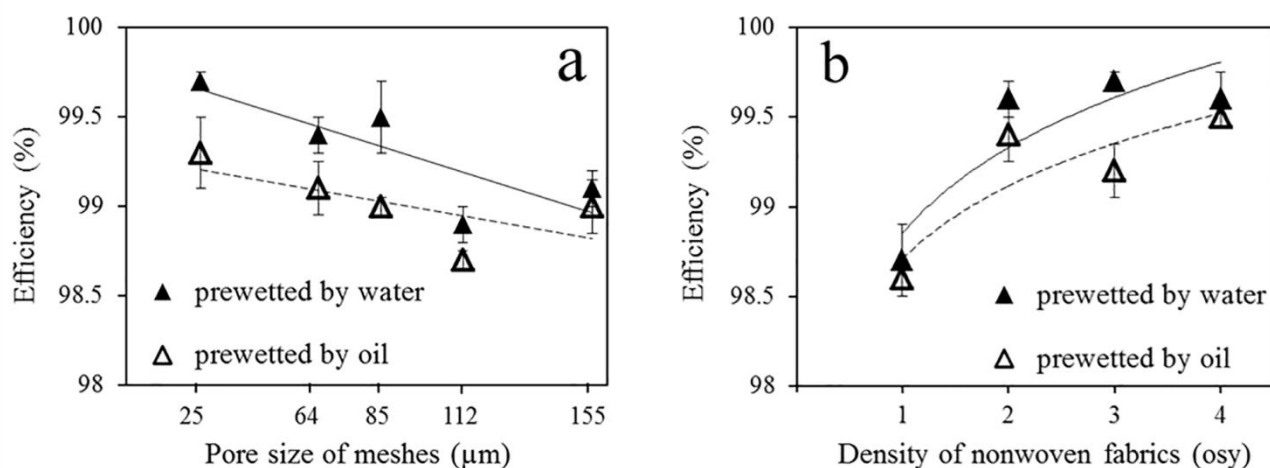 100
99.5
99
98.5
98
Efficiency (%)
a
prewetted by water
prewetted by oil
25 64 85 112 155
Pore size of meshes (µm)
100
99.5
99
98.5
98
Efficiency (%)
b
prewetted by water
prewetted by oil
1 2 3 4
Density of nonwoven fabrics (osy)